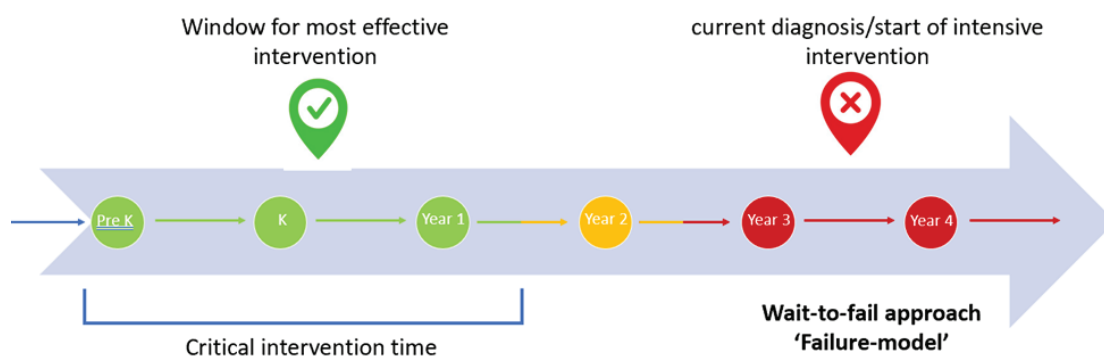 Window for most effective
intervention
current diagnosis/start of intensive
intervention
Pre K
K
Year 1
Year 2
Year 3
Year 4
Critical intervention time
Wait-to-fail approach
‘Failure-model’